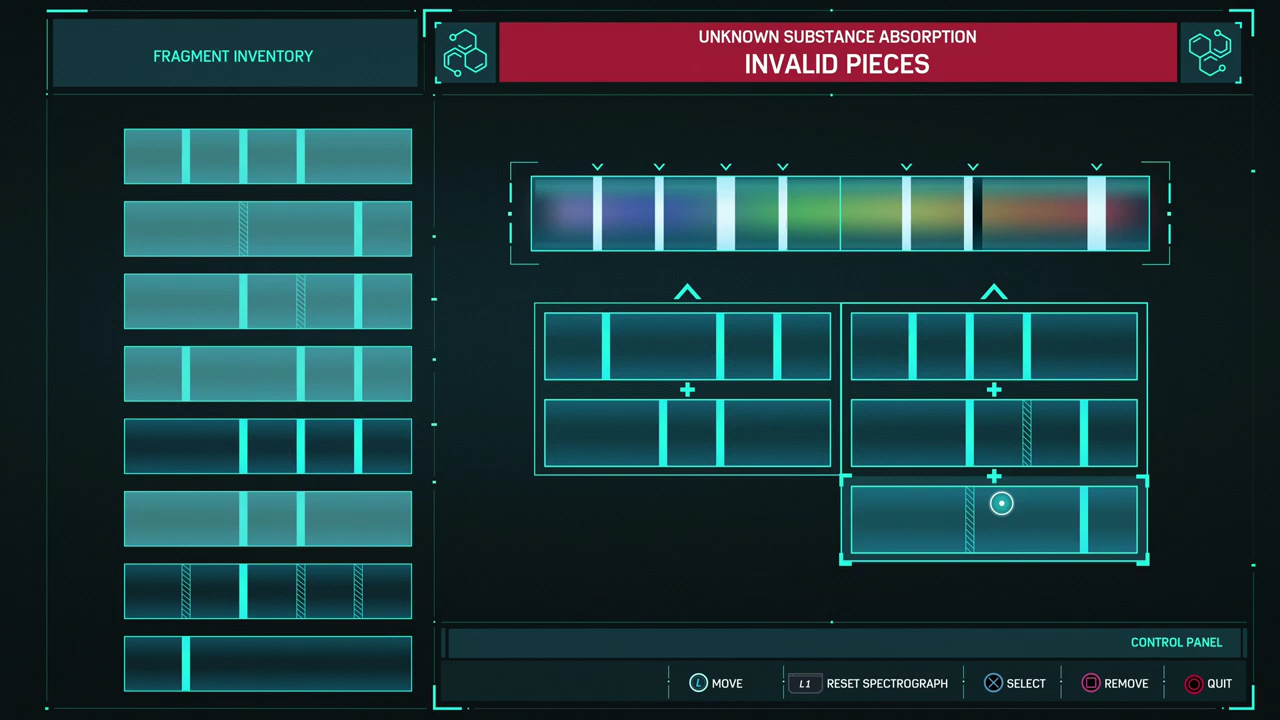 FRAGMENT INVENTORY
UNKNOWN SUBSTANCE ABSORPTION
INVALID PIECES
CONTROL PANEL
L MOVE
L1 RESET SPECTROGRAPH
SELECT
REMOVE
QUIT